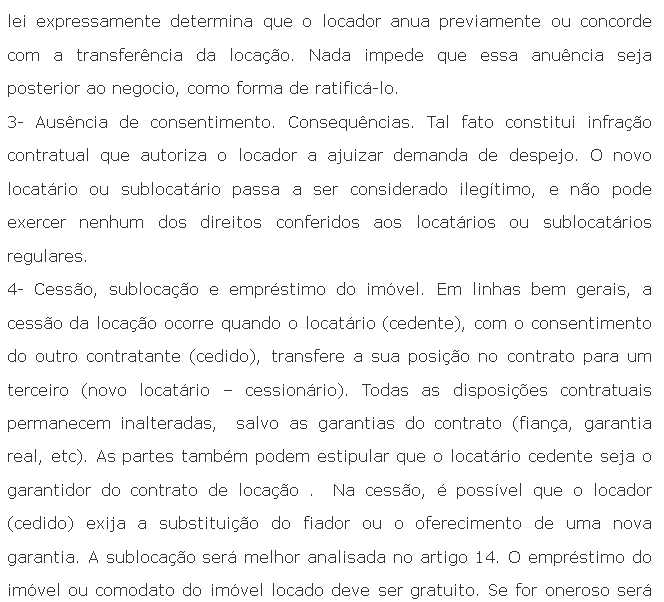 lei expressamente determina que o locador anua previamente ou concorde
com a transferência da locação. Nada impede que essa anuência seja
posterior ao negocio, como forma de ratificá-lo.
3- Ausência de consentimento. Consequências. Tal fato constitui infração
contratual que autoriza o locador a ajuizar demanda de despejo. O novo
locatário ou sublocatário passa a ser considerado ilegítimo, e não pode
exercer nenhum dos direitos conferidos aos locatários ou sublocatários
regulares.
4- Cessão, sublocação e empréstimo do imóvel. Em linhas bem gerais, a
cessão da locação ocorre quando o locatário (cedente), com o consentimento
do outro contratante (cedido), transfere a sua posição no contrato para um
terceiro (novo locatário – cessionário). Todas as disposições contratuais
permanecem inalteradas,  salvo as garantias do contrato (fiança, garantia
real, etc). As partes também podem estipular que o locatário cedente seja o
garantidor do contrato de locação .  Na cessão, é possível que o locador
(cedido) exija a substituição do fiador ou o oferecimento de uma nova
garantia. A sublocação será melhor analisada no artigo 14. O empréstimo do
imóvel ou comodato do imóvel locado deve ser gratuito. Se for oneroso será